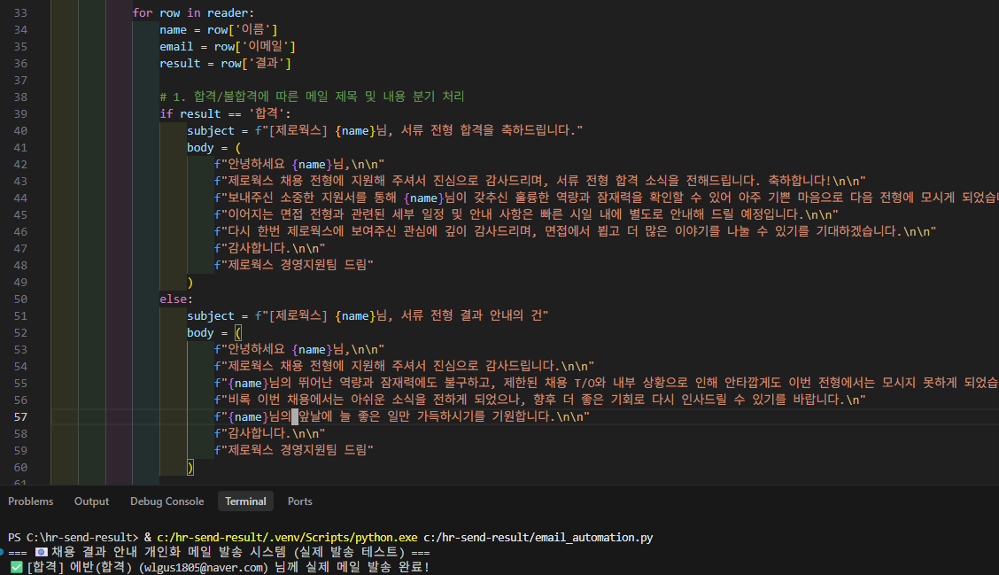 33 for row in reader:
34 name = row['이름']
35 email = row['이메일']
36 result = row['결과']
37
38 # 1. 합격/불합격에 따른 메일 제목 및 내용 분기 처리
39 if result == '합격':
40 subject = f"[제로웍스] {name}님, 서류 전형 합격을 축하드립니다."
41 body = (
42 f"안녕하세요 {name}님,\n\n"
43 f"제로웍스 채용 전형에 지원해 주셔서 진심으로 감사드리며, 서류 전형 합격 소식을 전해드립니다. 축하합니다!\n\n"
44 f"보내주신 소중한 지원서를 통해 {name}님이 갖추신 훌륭한 역량과 잠재력을 확인할 수 있어 아주 기쁜 마음으로 다음 전형에 모시게 되었습니
45 f"이어지는 면접 전형과 관련된 세부 일정 및 안내 사항은 빠른 시일 내에 별도로 안내해 드릴 예정입니다.\n\n"
46 f"다시 한번 제로웍스에 보여주신 관심에 깊이 감사드리며, 면접에서 뵙고 더 많은 이야기를 나눌 수 있기를 기대하겠습니다.\n\n"
47 f"감사합니다.\n\n"
48 f"제로웍스 경영지원팀 드림"
49 )
50 else:
51 subject = f"[제로웍스] {name}님, 서류 전형 결과 안내의 건"
52 body = (
53 f"안녕하세요 {name}님,\n\n"
54 f"제로웍스 채용 전형에 지원해 주셔서 진심으로 감사드립니다.\n\n"
55 f"{name}님의 뛰어난 역량과 잠재력에도 불구하고, 제한된 채용 T/O와 내부 상황으로 인해 안타깝게도 이번 전형에서는 모시지 못하게 되었습
56 f"비록 이번 채용에서는 아쉬운 소식을 전하게 되었으나, 향후 더 좋은 기회로 다시 인사드릴 수 있기를 바랍니다.\n"
57 f"{name}님의 앞날에 늘 좋은 일만 가득하시기를 기원합니다.\n\n"
58 f"감사합니다.\n\n"
59 f"제로웍스 경영지원팀 드림"
60 )
61
Problems Output Debug Console Terminal Ports
PS C:\hr-send-result> & c:/hr-send-result/.venv/Scripts/python.exe c:/hr-send-result/email_automation.py
=== 📧 채용 결과 안내 개인화 메일 발송 시스템 (실제 발송 테스트) ===
✅ [합격] 에반(합격) (wlgus1805@naver.com) 님께 실제 메일 발송 완료!